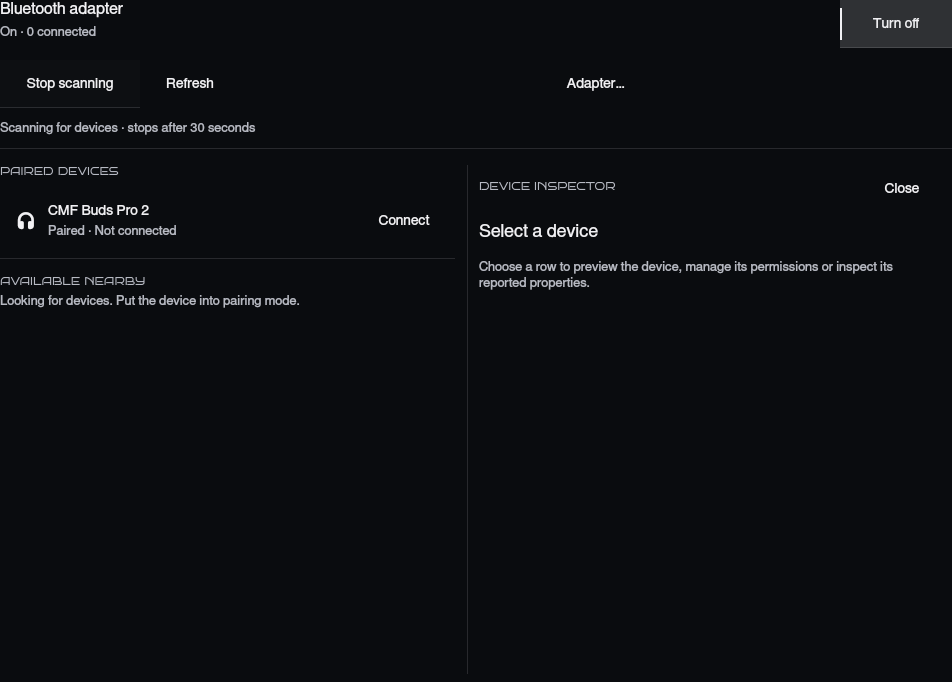 Bluetooth adapter
On · 0 connected
Turn off
Stop scanning
Refresh
Adapter...
Scanning for devices · stops after 30 seconds
PAIRED DEVICES
CMF Buds Pro 2
Paired · Not connected
Connect
AVAILABLE NEARBY
Looking for devices. Put the device into pairing mode.
DEVICE INSPECTOR
Close
Select a device
Choose a row to preview the device, manage its permissions or inspect its
reported properties.